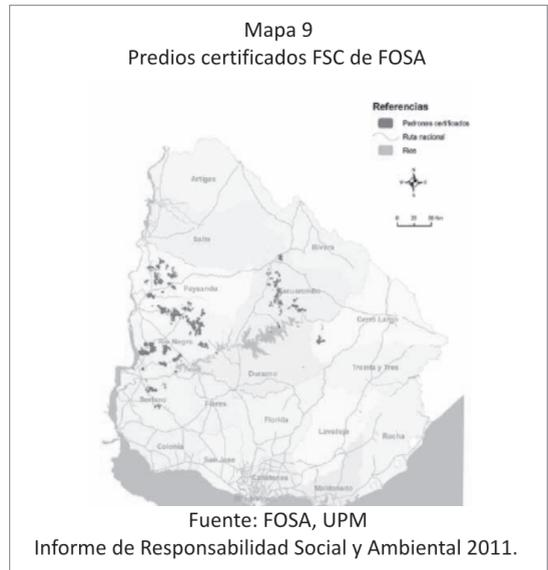 Mapa 9
Predios certificados FSC de FOSA
Referencias
Padrones certificados
Ruta nacional
Ríos
Artigas
Salto
Rivera
Paysandú
Tacuarembó
Cerro Largo
Río Negro
Durazno
Treinta y Tres
Soriano
Flores
Florida
Lavalleja
Rocha
Colonia
San José
Canelones
Maldonado
Fuente: FOSA, UPM
Informe de Responsabilidad Social y Ambiental 2011.